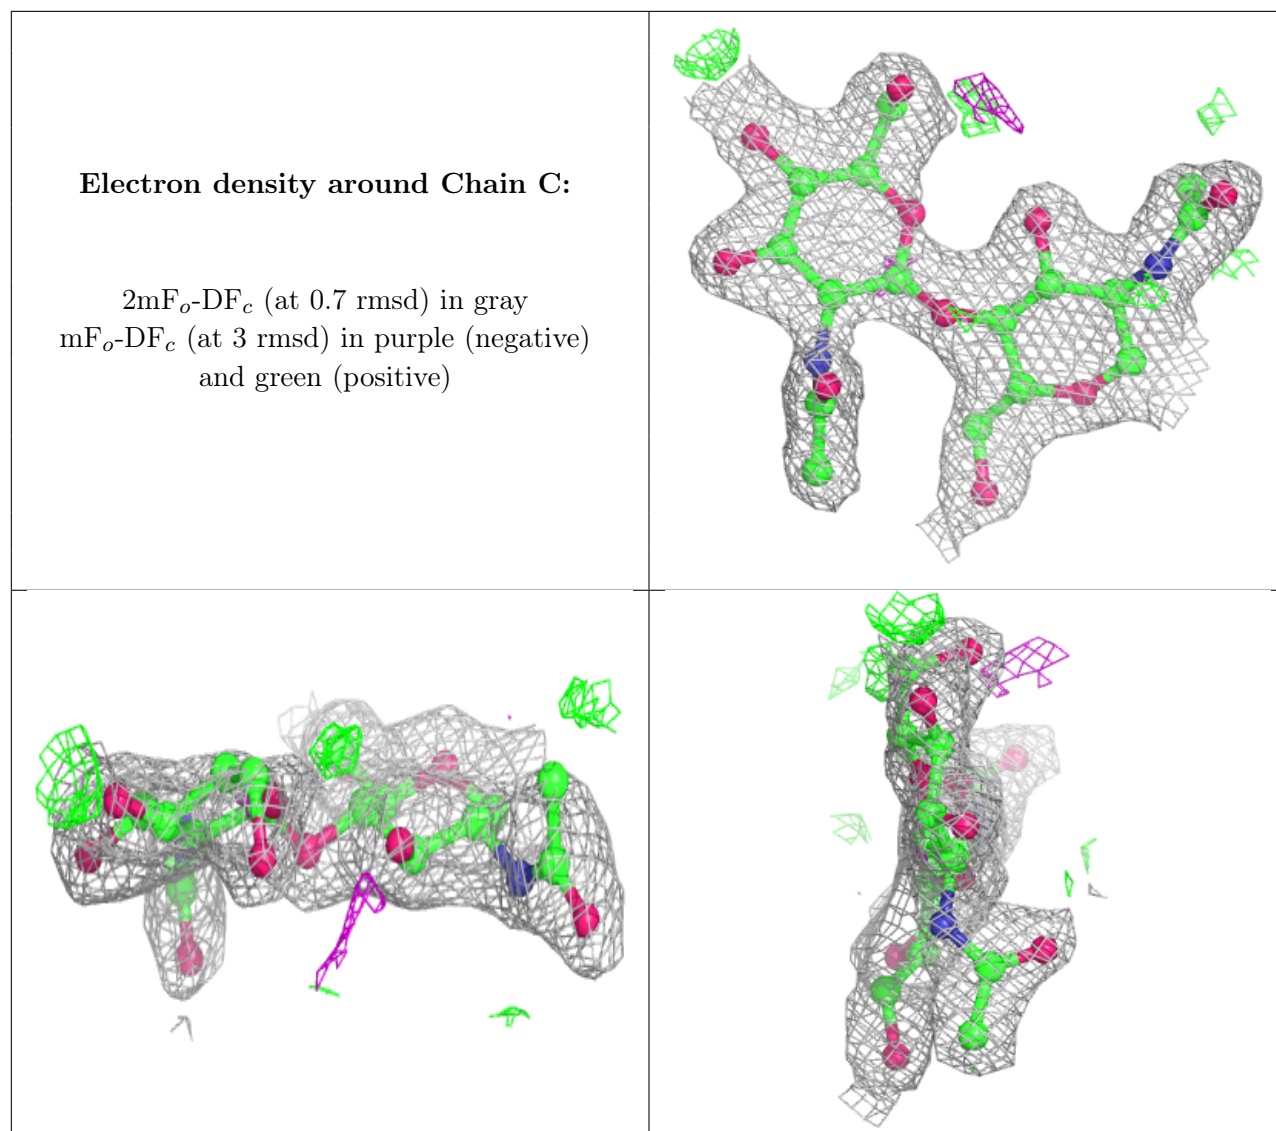 Electron density around Chain C:
2mFo-DFc (at 0.7 rmsd) in gray
mFo-DFc (at 3 rmsd) in purple (negative)
and green (positive)